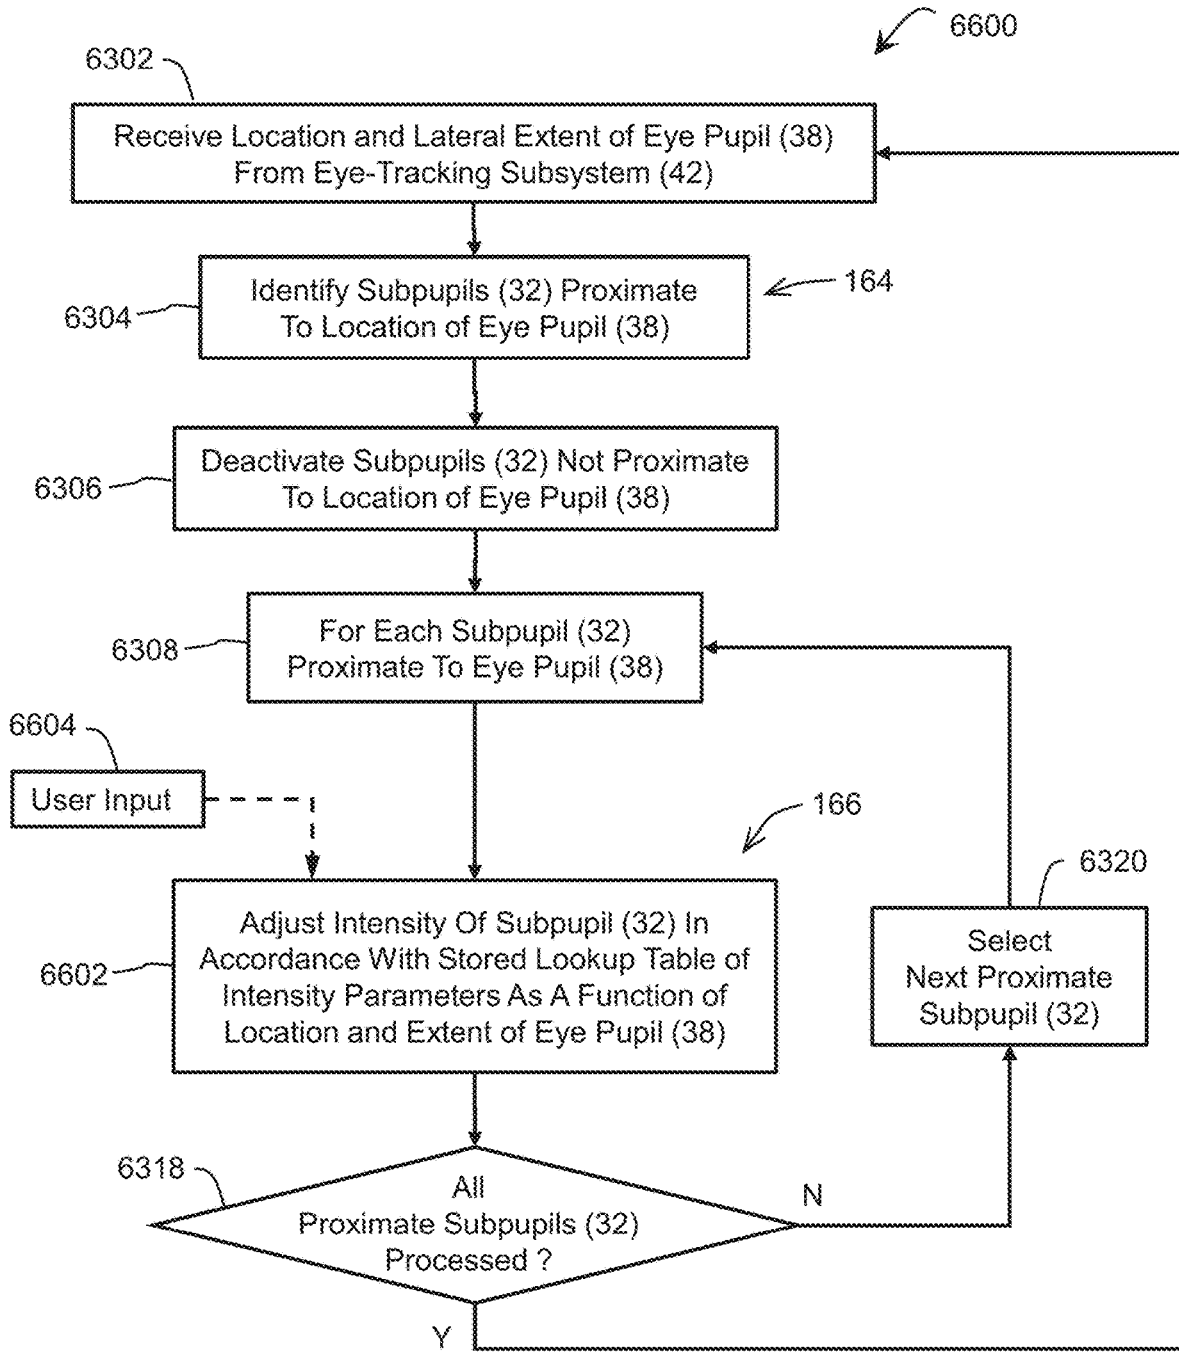 6600
6302
Receive Location and Lateral Extent of Eye Pupil (38)
From Eye-Tracking Subsystem (42)
164
6304
Identify Subpupils (32) Proximate
To Location of Eye Pupil (38)
6306
Deactivate Subpupils (32) Not Proximate
To Location of Eye Pupil (38)
6308
For Each Subpupil (32)
Proximate To Eye Pupil (38)
6604
User Input
166
6602
Adjust Intensity Of Subpupil (32) In
Accordance With Stored Lookup Table of
Intensity Parameters As A Function of
Location and Extent of Eye Pupil (38)
6320
Select
Next Proximate
Subpupil (32)
6318
All
Proximate Subpupils (32)
Processed ?
N
Y